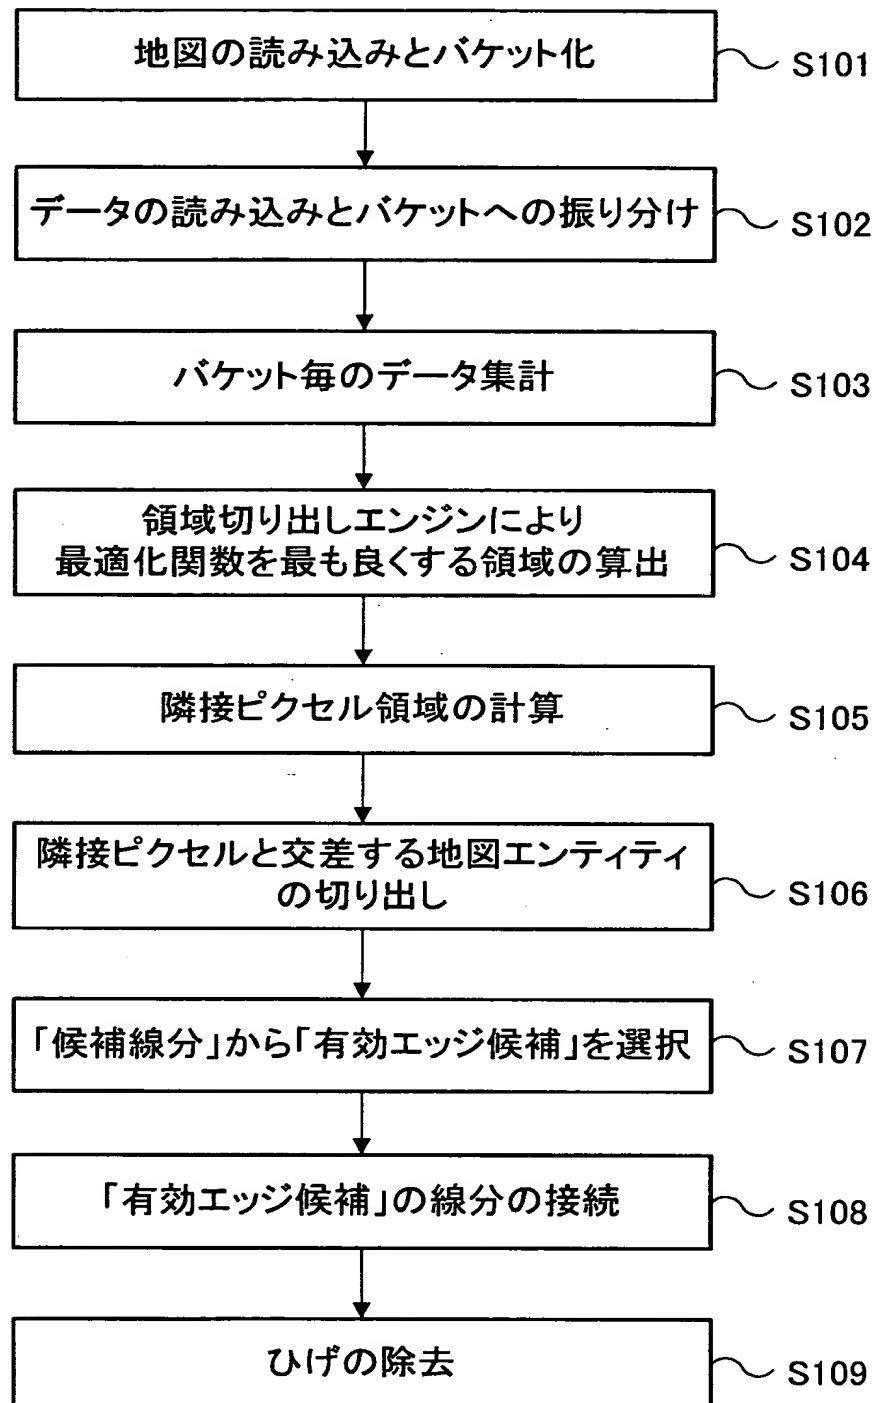 地図の読み込みとバケット化
S101
データの読み込みとバケットへの振り分け
S102
バケット毎のデータ集計
S103
領域切り出しエンジンにより
最適化関数を最も良くする領域の算出
S104
隣接ピクセル領域の計算
S105
隣接ピクセルと交差する地図エンティティ
の切り出し
S106
「候補線分」から「有効エッジ候補」を選択
S107
「有効エッジ候補」の線分の接続
S108
ひげの除去
S109